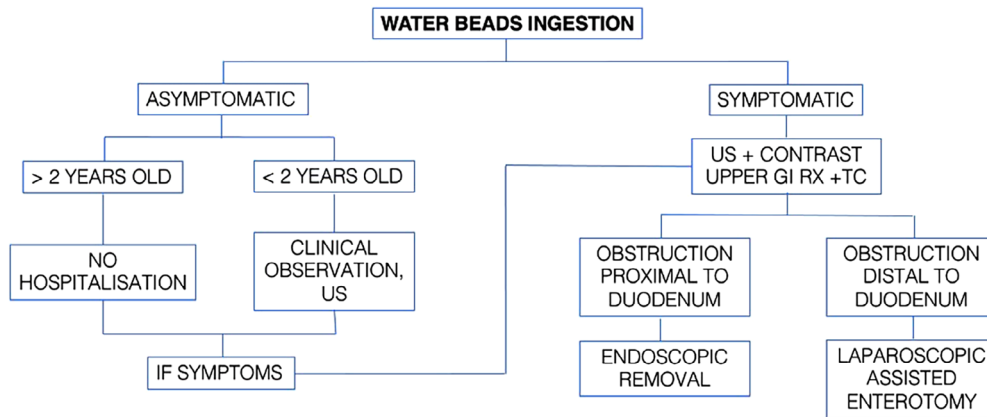 WATER BEADS INGESTION
ASYMPTOMATIC
SYMPTOMATIC
> 2 YEARS OLD
< 2 YEARS OLD
US + CONTRAST
UPPER GI RX +TC
NO
HOSPITALISATION
CLINICAL
OBSERVATION,
US
OBSTRUCTION
PROXIMAL TO
DUODENUM
OBSTRUCTION
DISTAL TO
DUODENUM
IF SYMPTOMS
ENDOSCOPIC
REMOVAL
LAPAROSCOPIC
ASSISTED
ENTEROTOMY